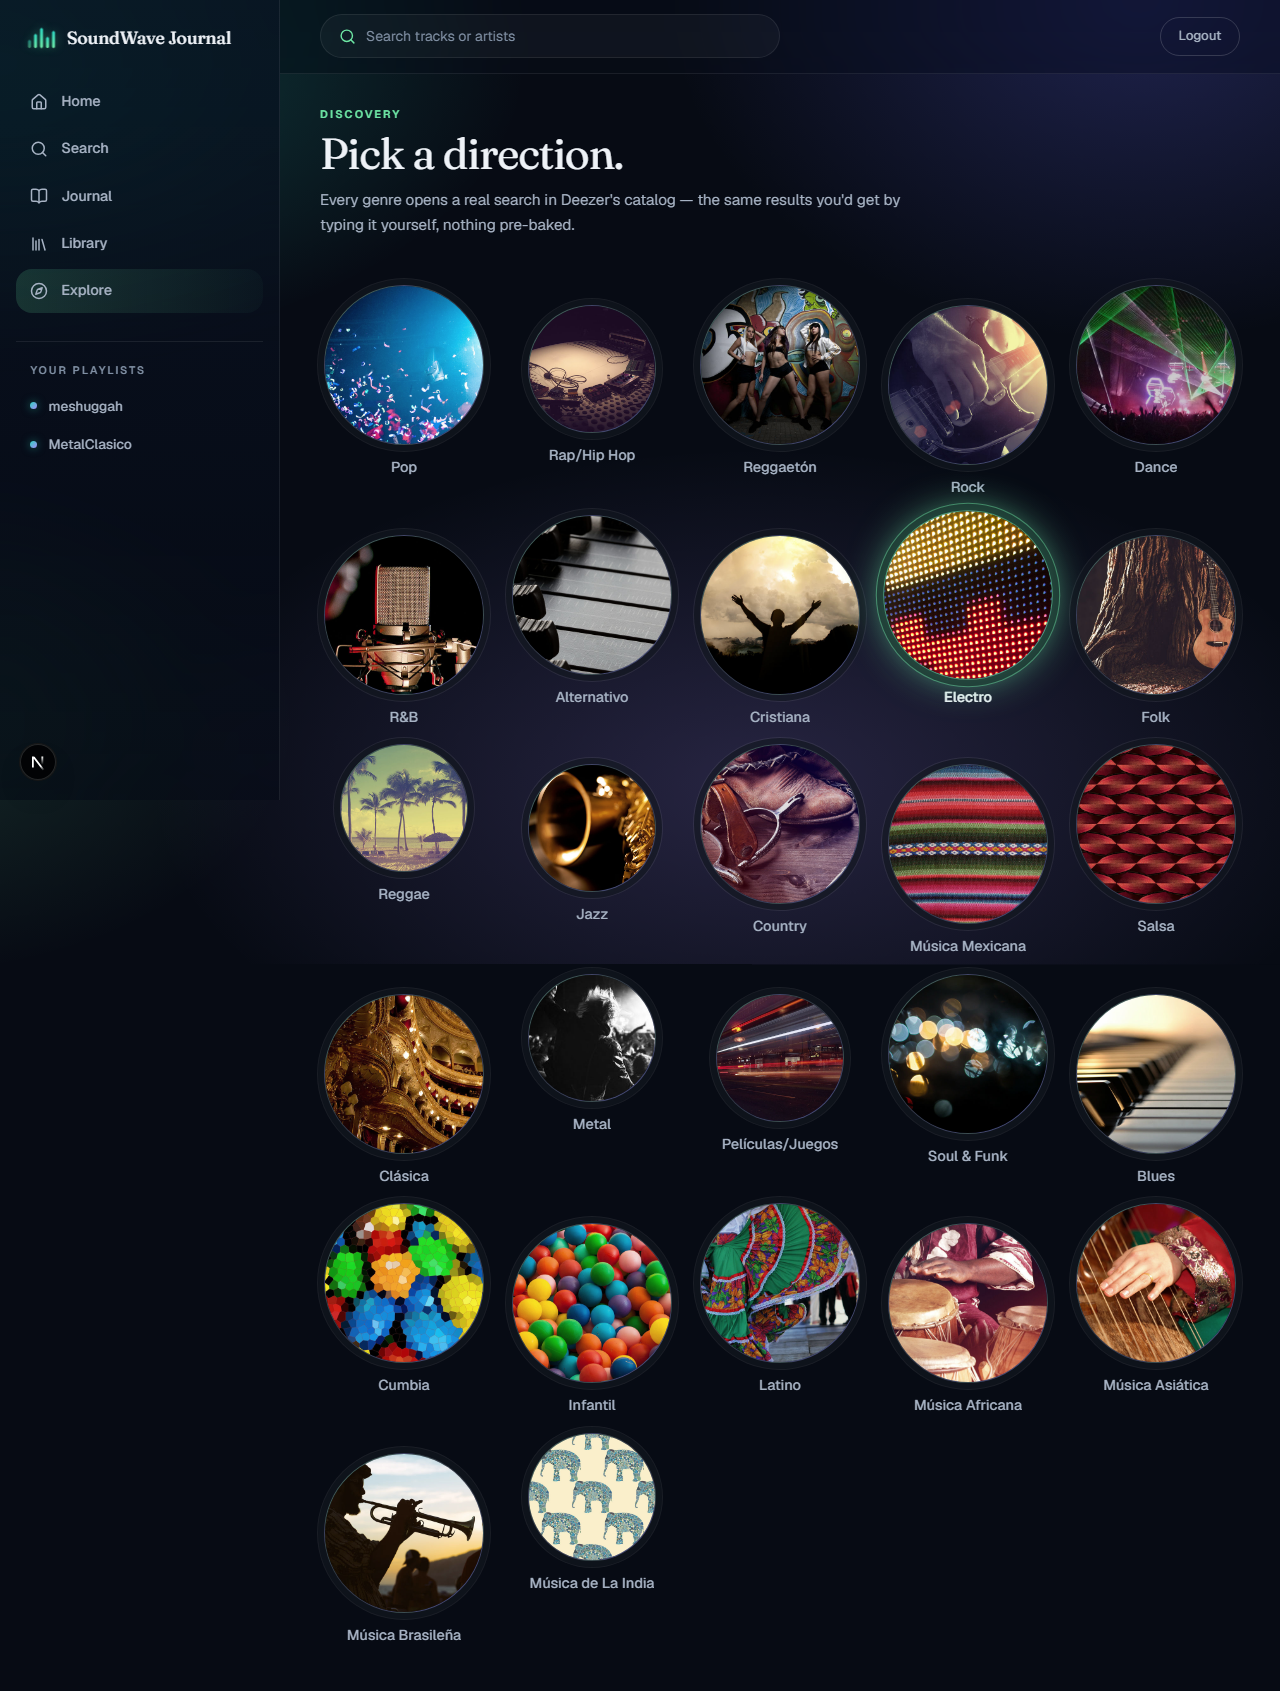 SoundWave Journal
Search tracks or artists
Logout
Home
Search
Journal
Library
Explore
YOUR PLAYLISTS
meshuggah
MetalClasico
DISCOVERY
Pick a direction.
Every genre opens a real search in Deezer's catalog — the same results you'd get by
typing it yourself, nothing pre-baked.
Pop
Rap/Hip Hop
Reggaetón
Rock
Dance
R&B
Alternativo
Cristiana
Electro
Folk
Reggae
Jazz
Country
Música Mexicana
Salsa
Clásica
Metal
Películas/Juegos
Soul & Funk
Blues
Cumbia
Infantil
Latino
Música Africana
Música Asiática
Música Brasileña
Música de La India
N